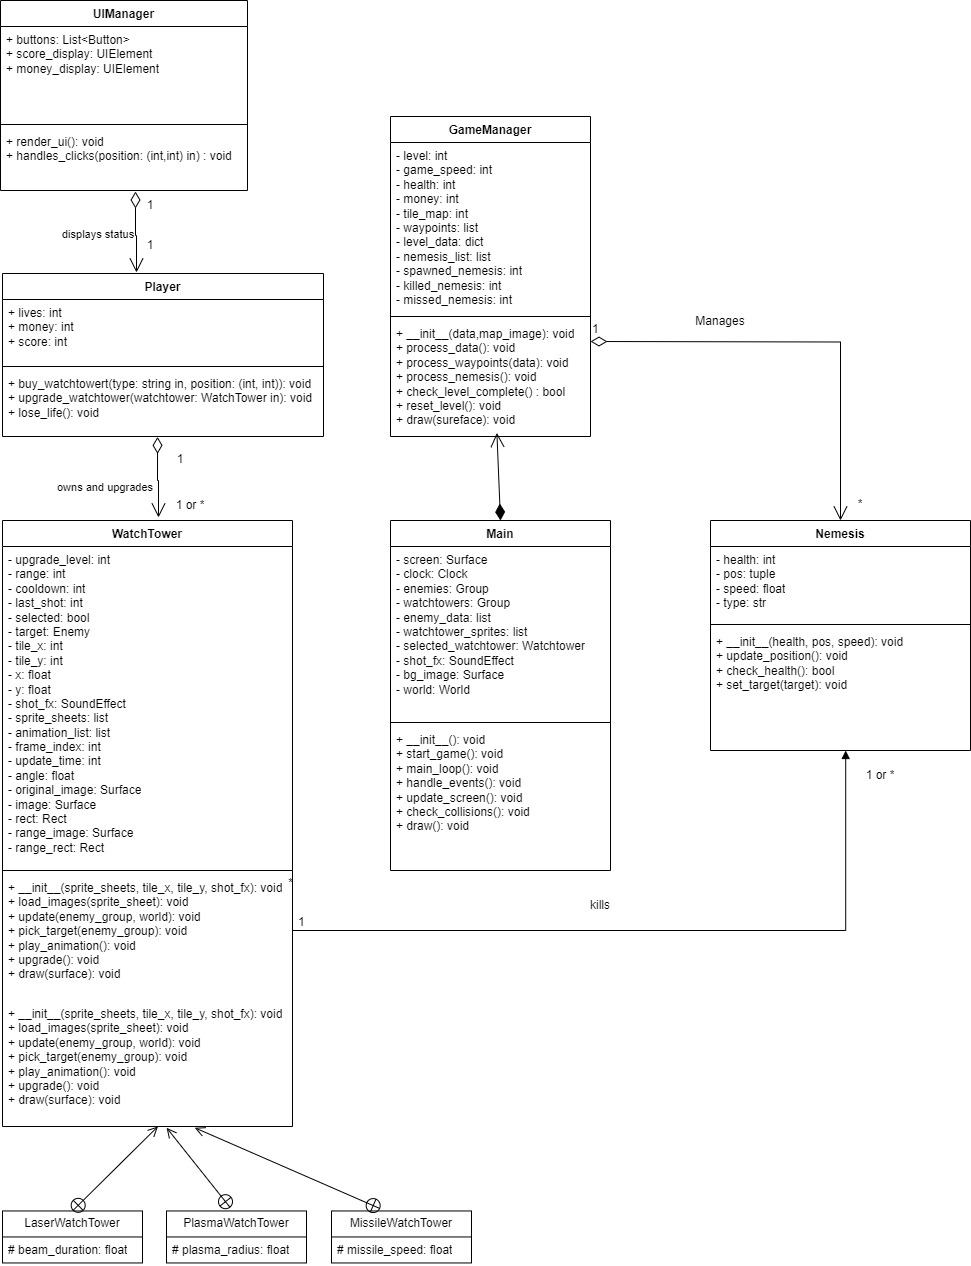 UIManager
+ buttons: List<Button>
+ score_display: UIElement
+ money_display: UIElement
+ render_ui(): void
+ handles_clicks(position: (int,int) in) : void
1
displays status
1
Player
+ lives: int
+ money: int
+ score: int
+ buy_watchtowert(type: string in, position: (int, int)): void
+ upgrade_watchtower(watchtower: WatchTower in): void
+ lose_life(): void
1
owns and upgrades
1 or *
GameManager
- level: int
- game_speed: int
- health: int
- money: int
- tile_map: int
- waypoints: list
- level_data: dict
- nemesis_list: list
- spawned_nemesis: int
- killed_nemesis: int
- missed_nemesis: int
+ __init__(data,map_image): void
+ process_data(): void
+ process_waypoints(data): void
+ process_nemesis(): void
+ check_level_complete() : bool
+ reset_level(): void
+ draw(sureface): void
1
Manages
*
WatchTower
- upgrade_level: int
- range: int
- cooldown: int
- last_shot: int
- selected: bool
- target: Enemy
- tile_x: int
- tile_y: int
- x: float
- y: float
- shot_fx: SoundEffect
- sprite_sheets: list
- animation_list: list
- frame_index: int
- update_time: int
- angle: float
- original_image: Surface
- image: Surface
- rect: Rect
- range_image: Surface
- range_rect: Rect
+ __init__(sprite_sheets, tile_x, tile_y, shot_fx): void
+ load_images(sprite_sheet): void
+ update(enemy_group, world): void
+ pick_target(enemy_group): void
+ play_animation(): void
+ upgrade(): void
+ draw(surface): void
+ __init__(sprite_sheets, tile_x, tile_y, shot_fx): void
+ load_images(sprite_sheet): void
+ update(enemy_group, world): void
+ pick_target(enemy_group): void
+ play_animation(): void
+ upgrade(): void
+ draw(surface): void
*
1
kills
1 or *
Main
- screen: Surface
- clock: Clock
- enemies: Group
- watchtowers: Group
- enemy_data: list
- watchtower_sprites: list
- selected_watchtower: Watchtower
- shot_fx: SoundEffect
- bg_image: Surface
- world: World
+ __init__(): void
+ start_game(): void
+ main_loop(): void
+ handle_events(): void
+ update_screen(): void
+ check_collisions(): void
+ draw(): void
Nemesis
- health: int
- pos: tuple
- speed: float
- type: str
+ __init__(health, pos, speed): void
+ update_position(): void
+ check_health(): bool
+ set_target(target): void
LaserWatchTower
# beam_duration: float
PlasmaWatchTower
# plasma_radius: float
MissileWatchTower
# missile_speed: float